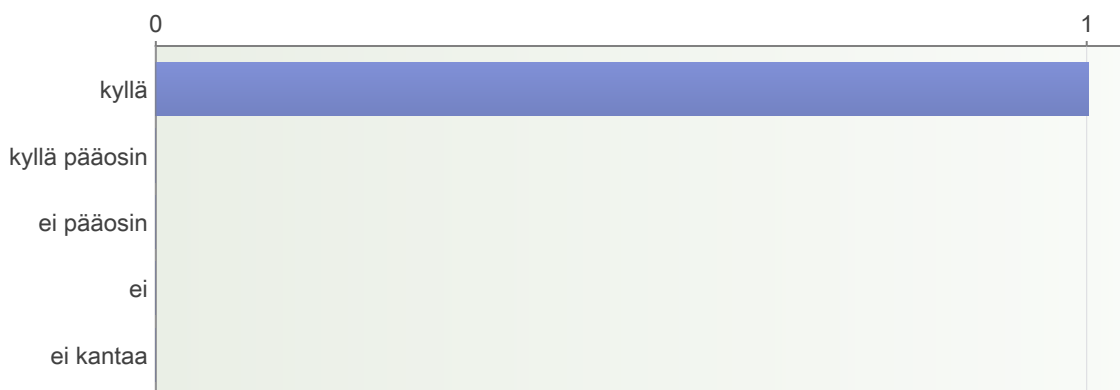 0 1
kyllä
kyllä pääosin
ei pääosin
ei
ei kantaa